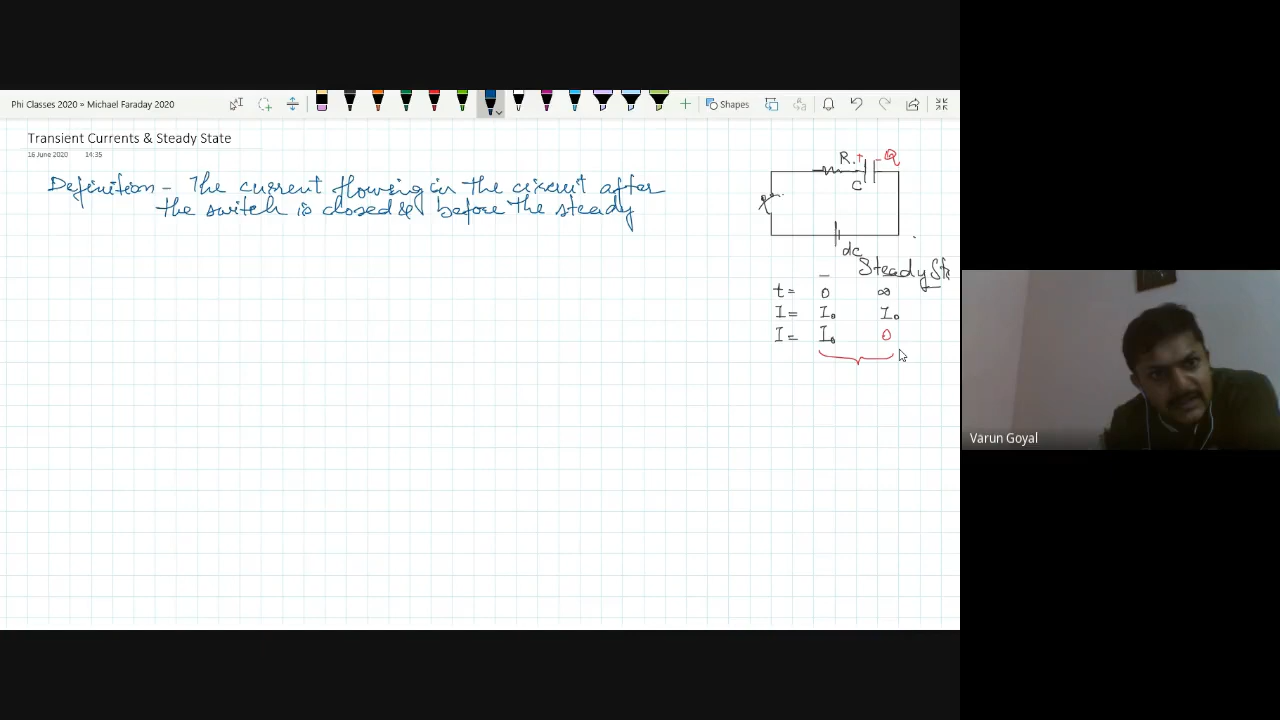 Phi Classes 2020 » Michael Faraday 2020
Shapes
Transient Currents & Steady State
16 June 2020 14:35
Definition - The current flowing in the circuit after
the switch is closed & before the steady
R. + - Q
C
dc
Steady St
t = 0 ∞
I = I₀ I₀
I = I₀ 0
Varun Goyal